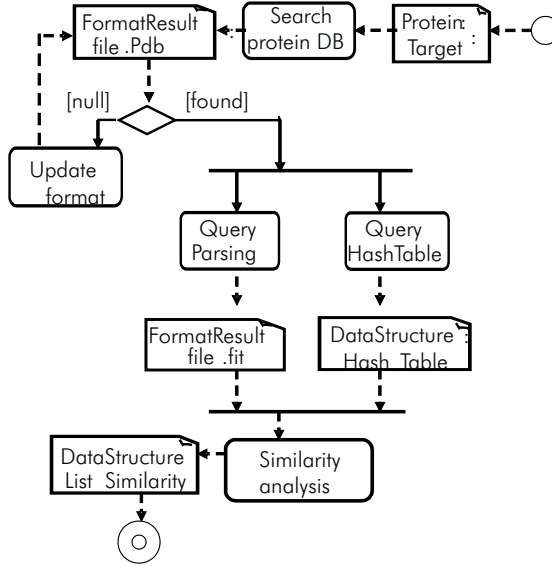 FormatResult
file .Pdb
Search
protein DB
Protein:
Target :
[null]
[found]
Update
format
Query
Parsing
Query
HashTable
FormatResult
file .fit
DataStructure :
Hash Table
DataStructure
List Similarity
Similarity
analysis